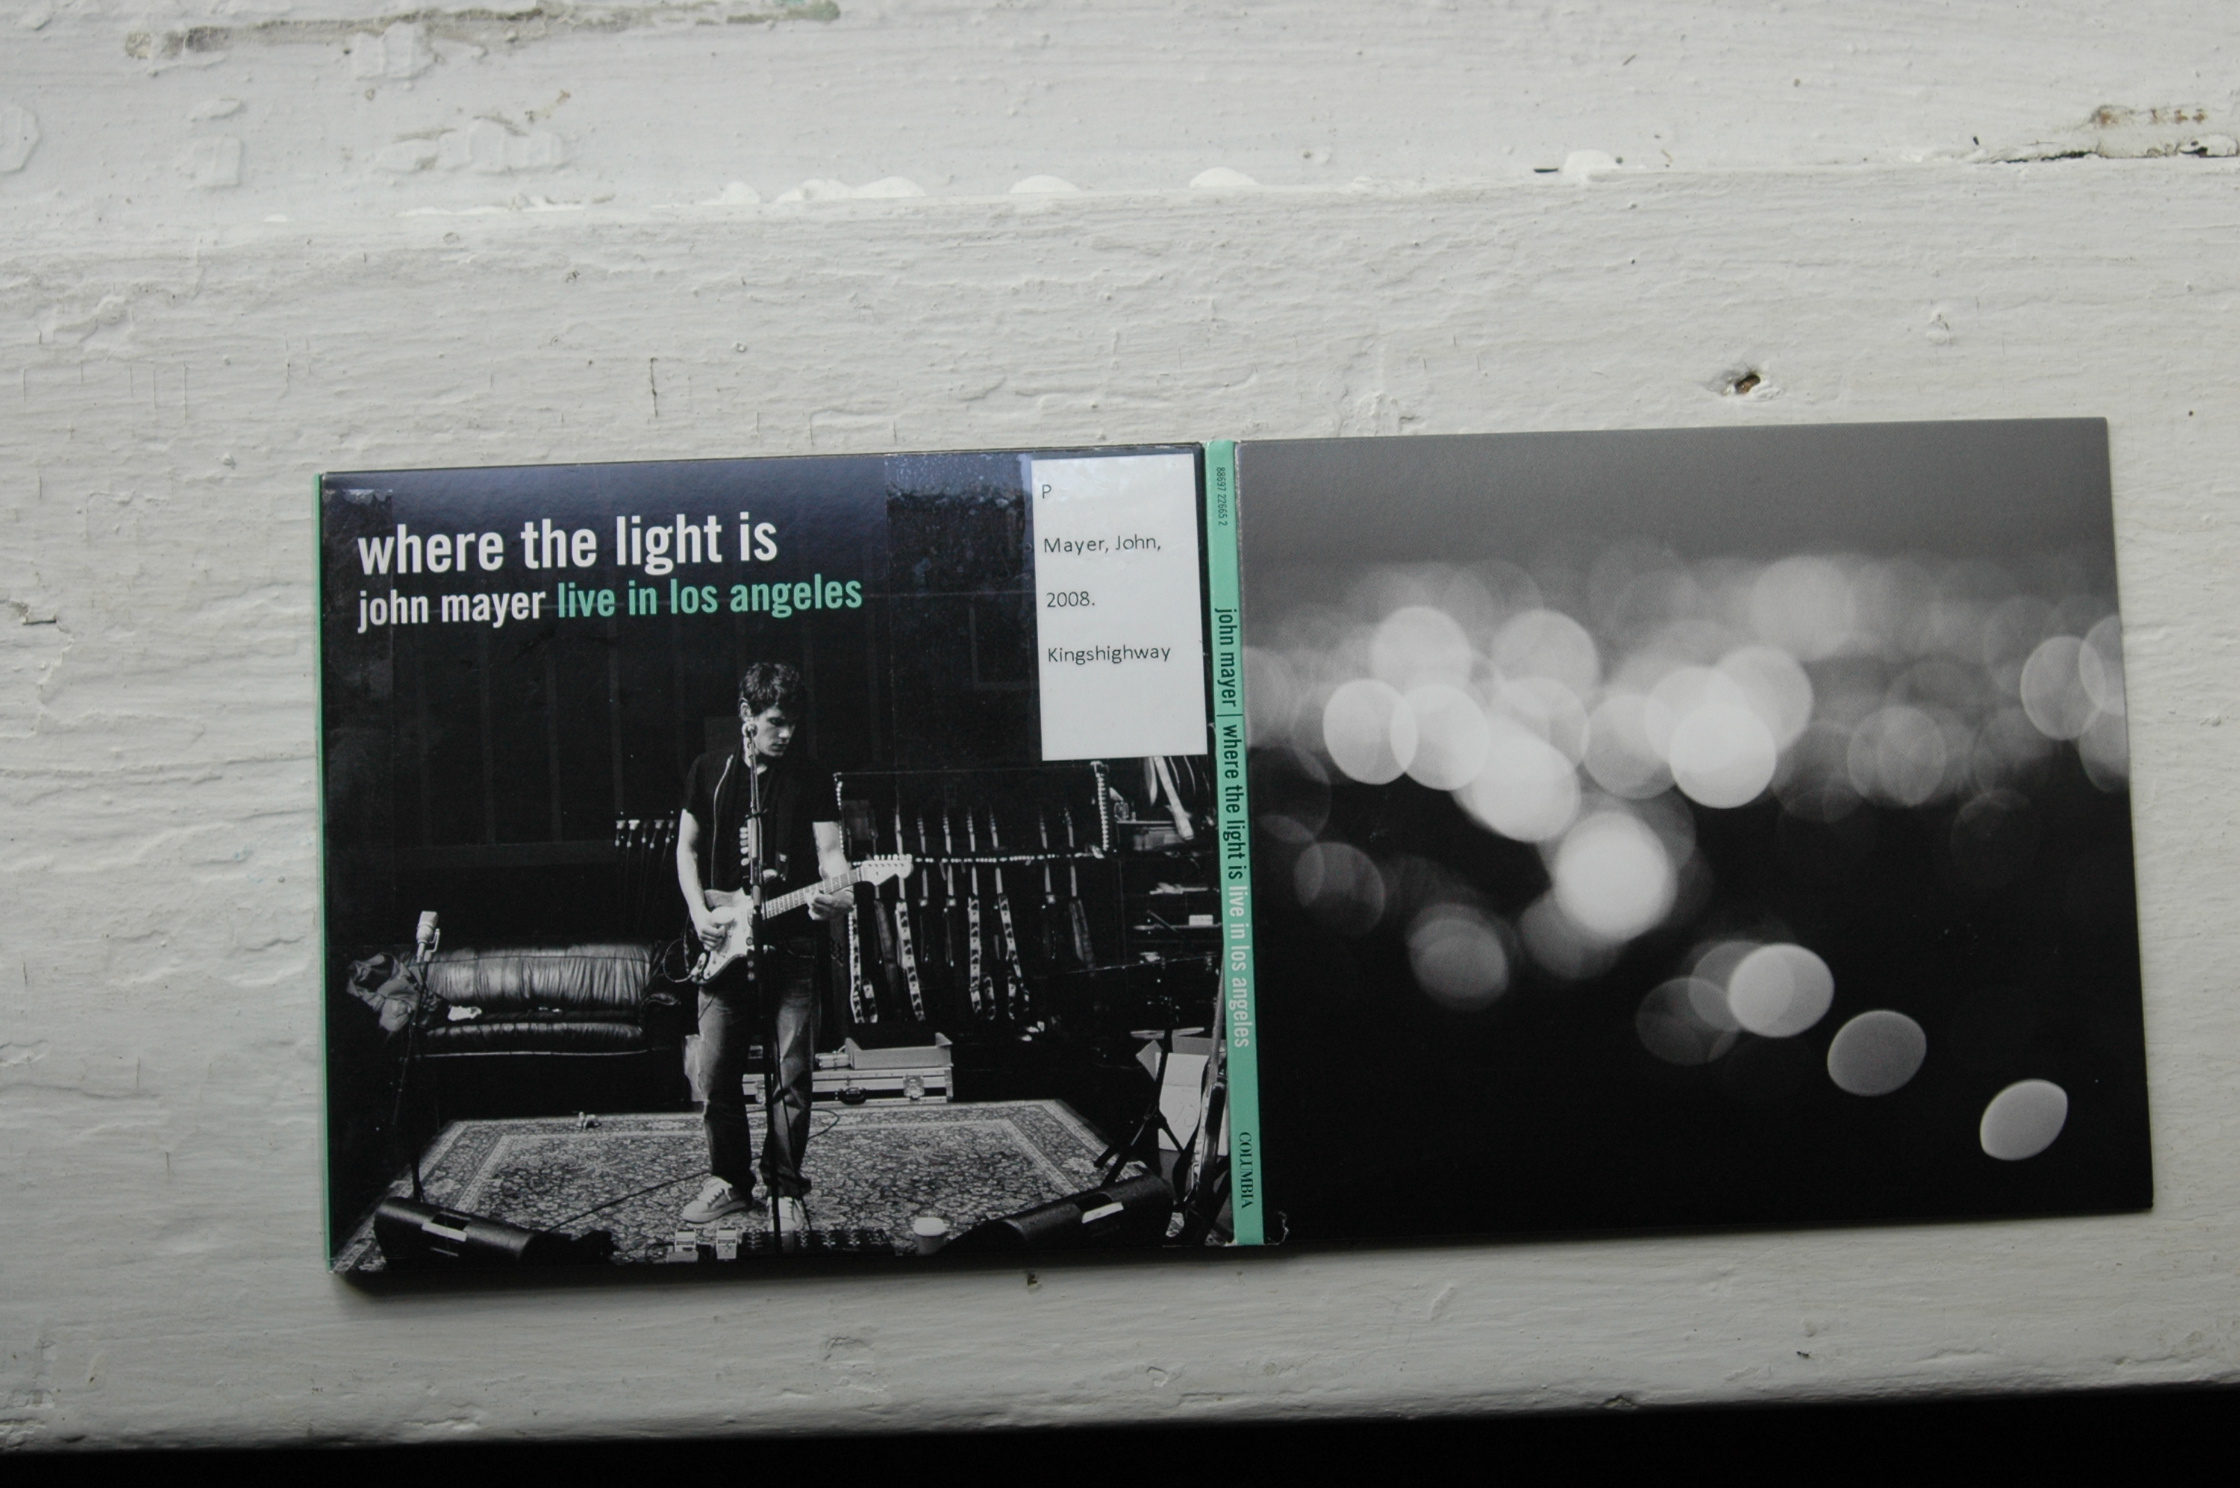 where the light is
john mayer live in los angeles
P
Mayer, John,
2008.
Kingshighway
88697 22665 2
john mayer | where the light is live in los angeles
COLUMBIA